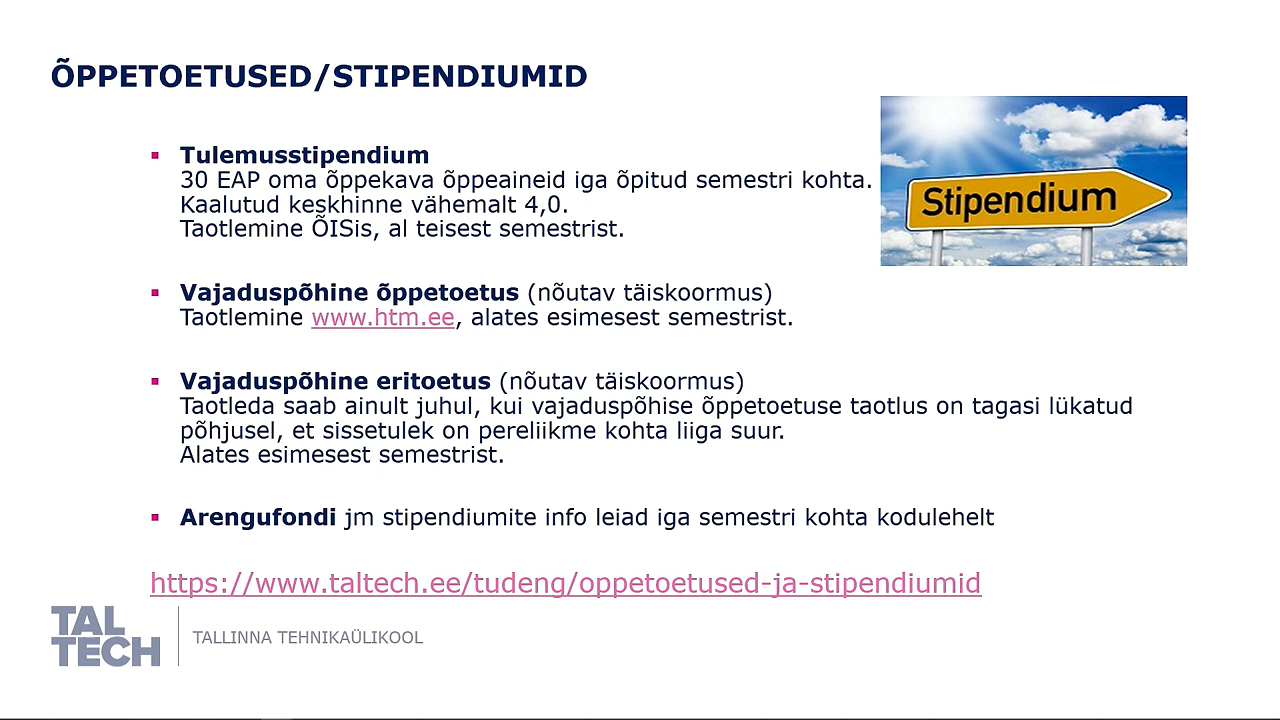 ÕPPETOETUSED/STIPENDIUMID
Tulemusstipendium
30 EAP oma õppekava õppeaineid iga õpitud semestri kohta.
Kaalutud keskhinne vähemalt 4,0.
Taotlemine ÕISis, al teisest semestrist.
Stipendium
Vajaduspõhine õppetoetus (nõutav täiskoormus)
Taotlemine www.htm.ee, alates esimesest semestrist.
Vajaduspõhine eritoetus (nõutav täiskoormus)
Taotleda saab ainult juhul, kui vajaduspõhise õppetoetuse taotlus on tagasi lükatud
põhjusel, et sissetulek on pereliikme kohta liiga suur.
Alates esimesest semestrist.
Arengufondi jm stipendiumite info leiad iga semestri kohta kodulehelt
https://www.taltech.ee/tudeng/oppetoetused-ja-stipendiumid
TAL
TECH
TALLINNA TEHNIKAÜLIKOOL